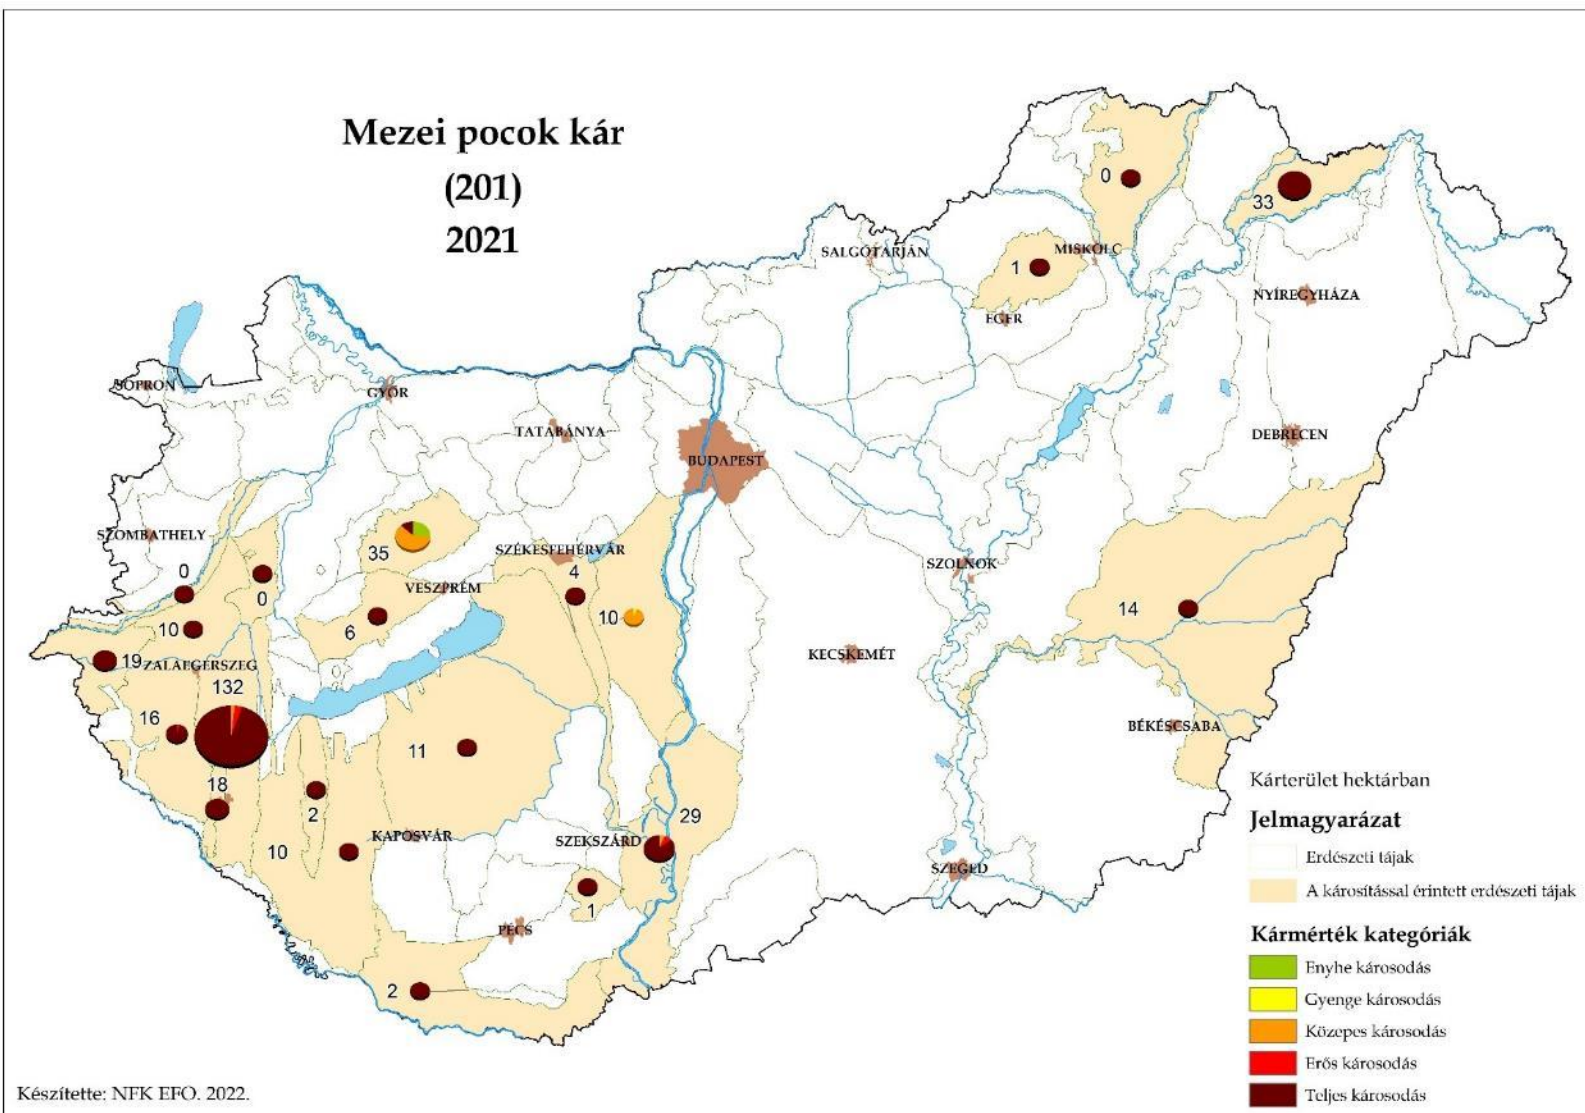 Mezei pocok kár
(201)
2021
0
33
SALGÓTARJÁN
MISKOLC
1
NYÍREGYHÁZA
EGER
SOPRON
GYŐR
TATABÁNYA
DEBRECEN
BUDAPEST
SZOMBATHELY
35
SZÉKESFEHÉRVÁR
SZOLNOK
0
4
VESZPRÉM
0
14
10
6
10
KECSKEMÉT
19
ZALAEGERSZEG
132
16
BÉKÉSCSABA
11
18
2
29
KAPOSVÁR
SZEKSZÁRD
10
SZEGED
1
PÉCS
2
Kárterület hektárban
Jelmagyarázat
Erdészeti tájak
A károsítással érintett erdészeti tájak
Kármérték kategóriák
Enyhe károsodás
Gyenge károsodás
Közepes károsodás
Erős károsodás
Teljes károsodás
Készítette: NFK EFO. 2022.